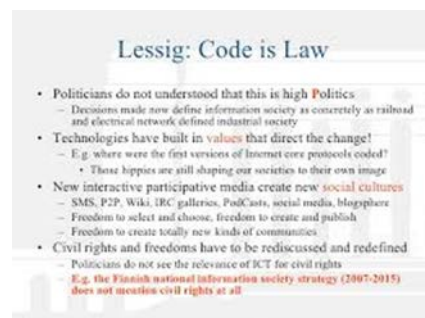 Lessig: Code is Law
• Politicians do not understood that this is high Politics
– Decisions made now define information society as concretely as railroad
and electrical network defined industrial society
• Technologies have built in values that direct the change!
– E.g. where were the first versions of Internet core protocols coded?
• Those hippies are still shaping our societies to their own image
• New interactive participative media create new social cultures
– SMS, P2P, Wiki, IRC galleries, PodCasts, social media, blogsphere
– Freedom to select and choose, freedom to create and publish
– Freedom to create totally new kinds of communities
• Civil rights and freedoms have to be rediscussed and redefined
– Politicians do not see the relevance of ICT for civil rights
– E.g. the Finnish national information society strategy (2007-2015)
does not mention civil rights at all